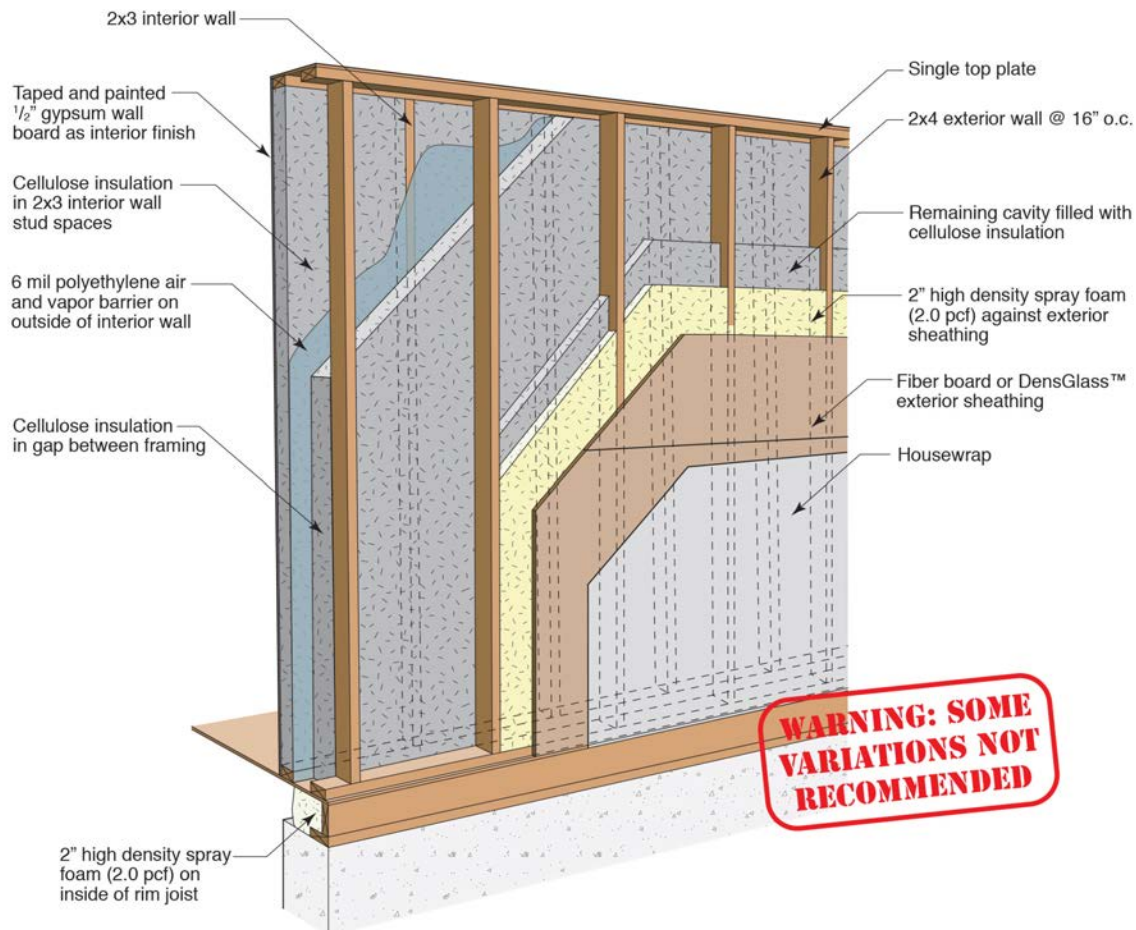 2x3 interior wall
Taped and painted
1/2" gypsum wall
board as interior finish
Cellulose insulation
in 2x3 interior wall
stud spaces
6 mil polyethylene air
and vapor barrier on
outside of interior wall
Cellulose insulation
in gap between framing
2" high density spray
foam (2.0 pcf) on
inside of rim joist
Single top plate
2x4 exterior wall @ 16" o.c.
Remaining cavity filled with
cellulose insulation
2" high density spray foam
(2.0 pcf) against exterior
sheathing
Fiber board or DensGlass™
exterior sheathing
Housewrap
WARNING: SOME
VARIATIONS NOT
RECOMMENDED